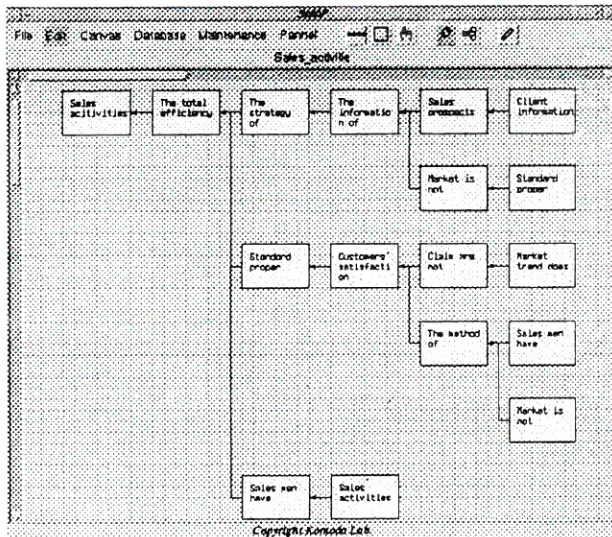 File Edit Canvas Database Maintenance Pannel
Sales_activitie
Sales
acitivities
The total
efficiency
The
strategy
of
The
informatio
n of
Sales
prospects
Client
information
Market is
not
Standard
proper
Standard
proper
Customers'
satisfacti
on
Claim are
not
Market
trend does
The method
of
Sales men
have
Market is
not
Sales men
have
Sales'
activities
Copyright Komoda Lab.